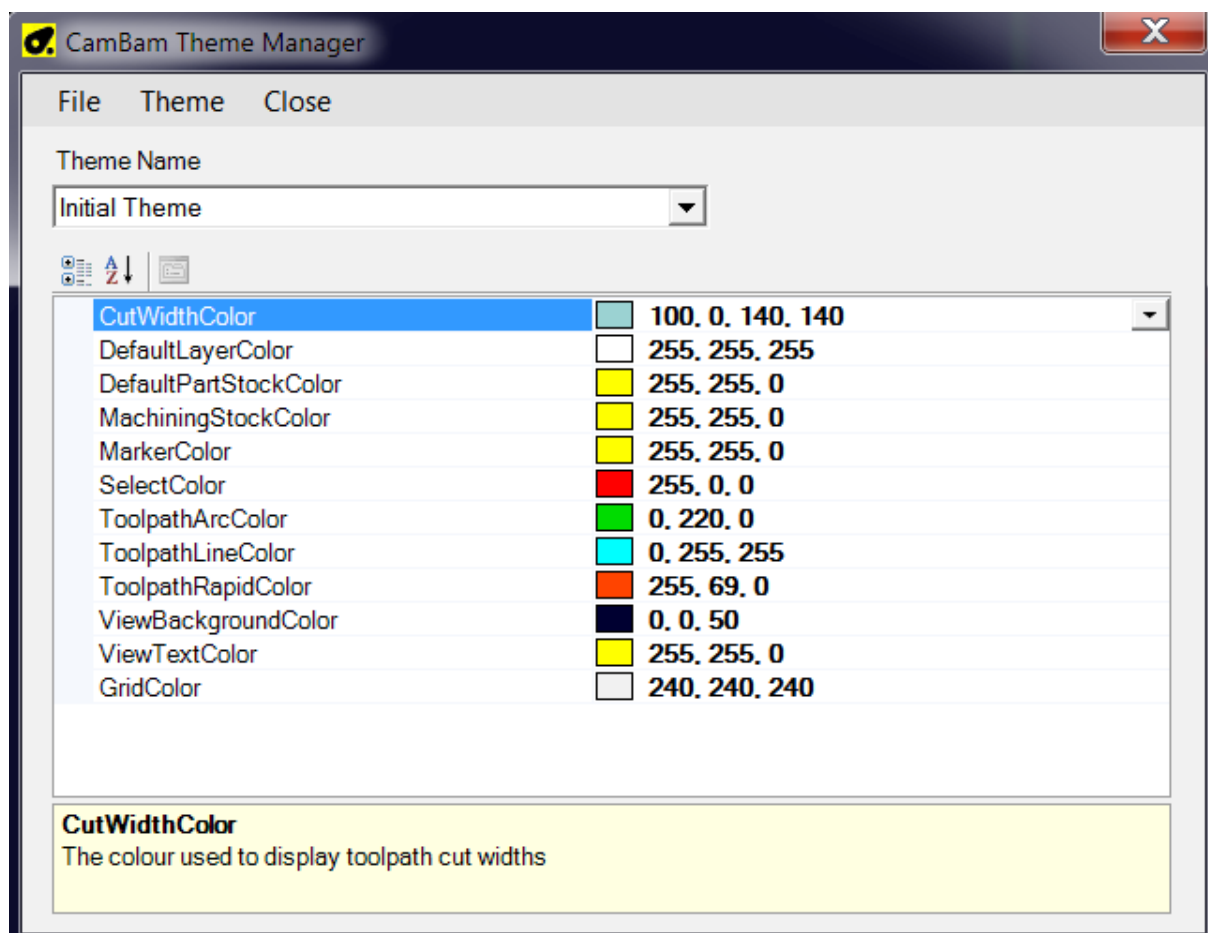 CamBam Theme Manager
File Theme Close
Theme Name
Initial Theme
CutWidthColor 100, 0, 140, 140
DefaultLayerColor 255, 255, 255
DefaultPartStockColor 255, 255, 0
MachiningStockColor 255, 255, 0
MarkerColor 255, 255, 0
SelectColor 255, 0, 0
ToolpathArcColor 0, 220, 0
ToolpathLineColor 0, 255, 255
ToolpathRapidColor 255, 69, 0
ViewBackgroundColor 0, 0, 50
ViewTextColor 255, 255, 0
GridColor 240, 240, 240
CutWidthColor
The colour used to display toolpath cut widths